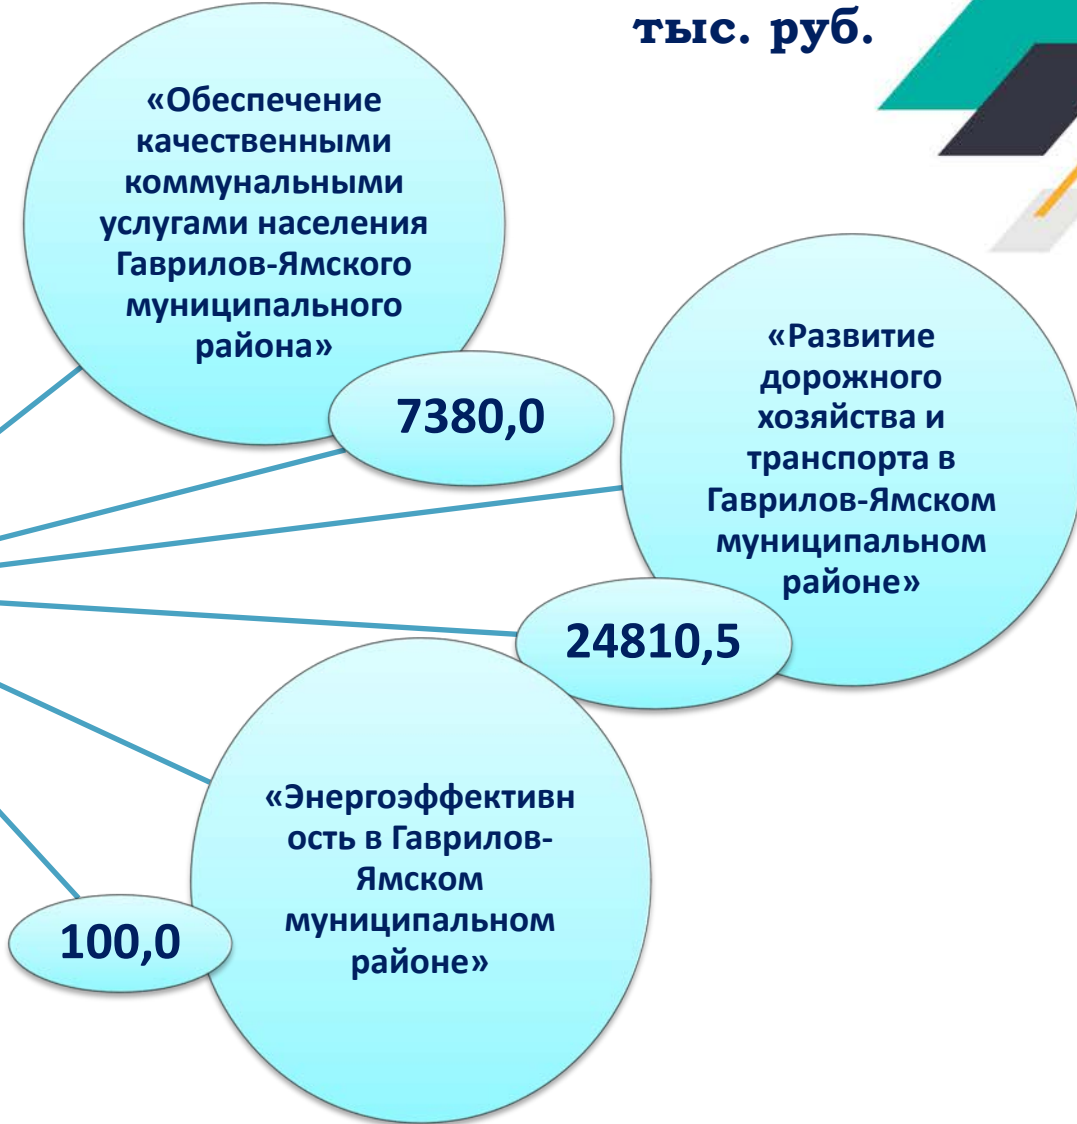 тыс. руб.
«Обеспечение
качественными
коммунальными
услугами населения
Гаврилов-Ямского
муниципального
района»
7380,0
«Развитие
дорожного
хозяйства и
транспорта в
Гаврилов-Ямском
муниципальном
районе»
24810,5
«Энергоэффективн
ость в Гаврилов-
Ямском
муниципальном
районе»
100,0